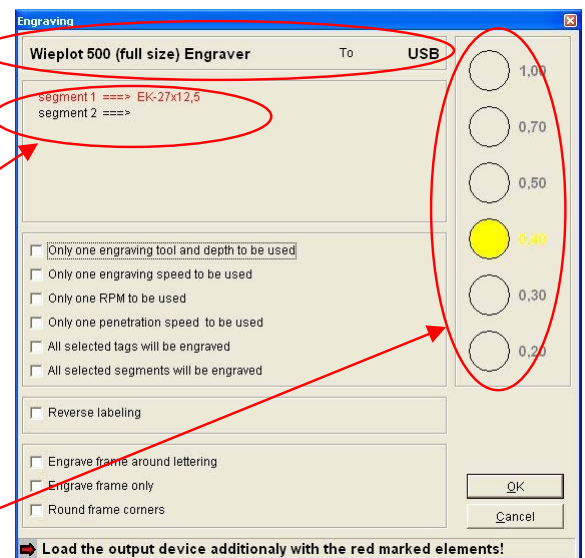 Engraving
Wieplot 500 (full size) Engraver To USB
segment 1 ===> EK-27x12,5
segment 2 ===>
1,00
0,70
0,50
0,40
0,30
0,20
Only one engraving tool and depth to be used
Only one engraving speed to be used
Only one RPM to be used
Only one penetration speed to be used
All selected tags will be engraved
All selected segments will be engraved
Reverse labeling
Engrave frame around lettering
Engrave frame only
Round frame corners
OK
Cancel
Load the output device additionaly with the red marked elements!